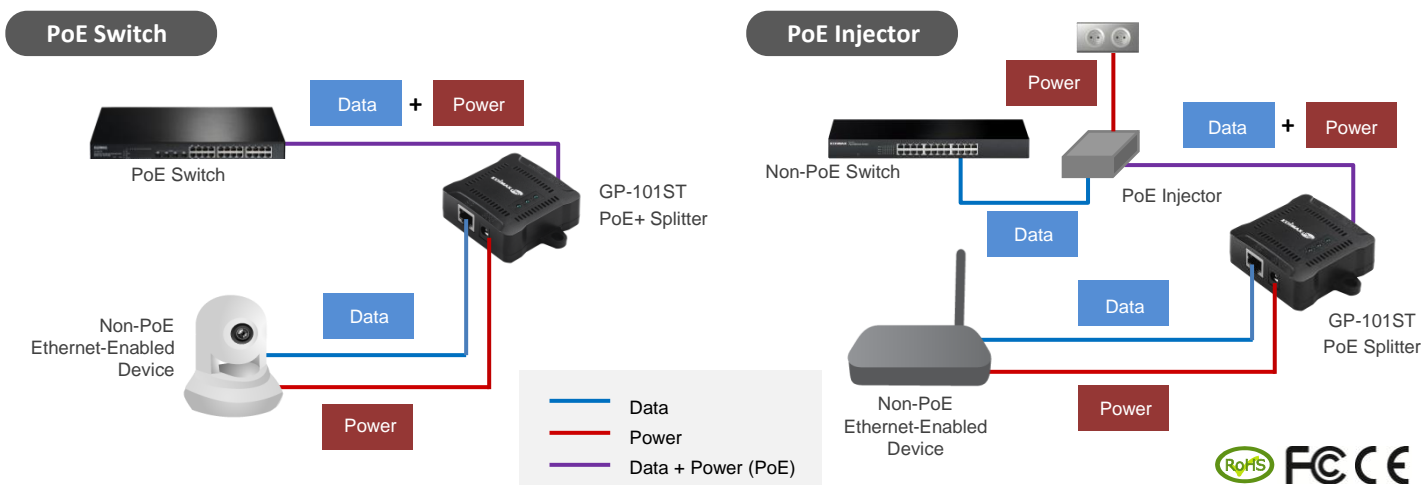 PoE Switch
Data + Power
PoE Switch
GP-101ST
PoE+ Splitter
Data
Non-PoE
Ethernet-Enabled
Device
Power
Data
Power
Data + Power (PoE)
PoE Injector
Power
Data + Power
Non-PoE Switch
PoE Injector
Data
Data
GP-101ST
PoE Splitter
Non-PoE
Ethernet-Enabled
Device
Power
RoHS FC CE